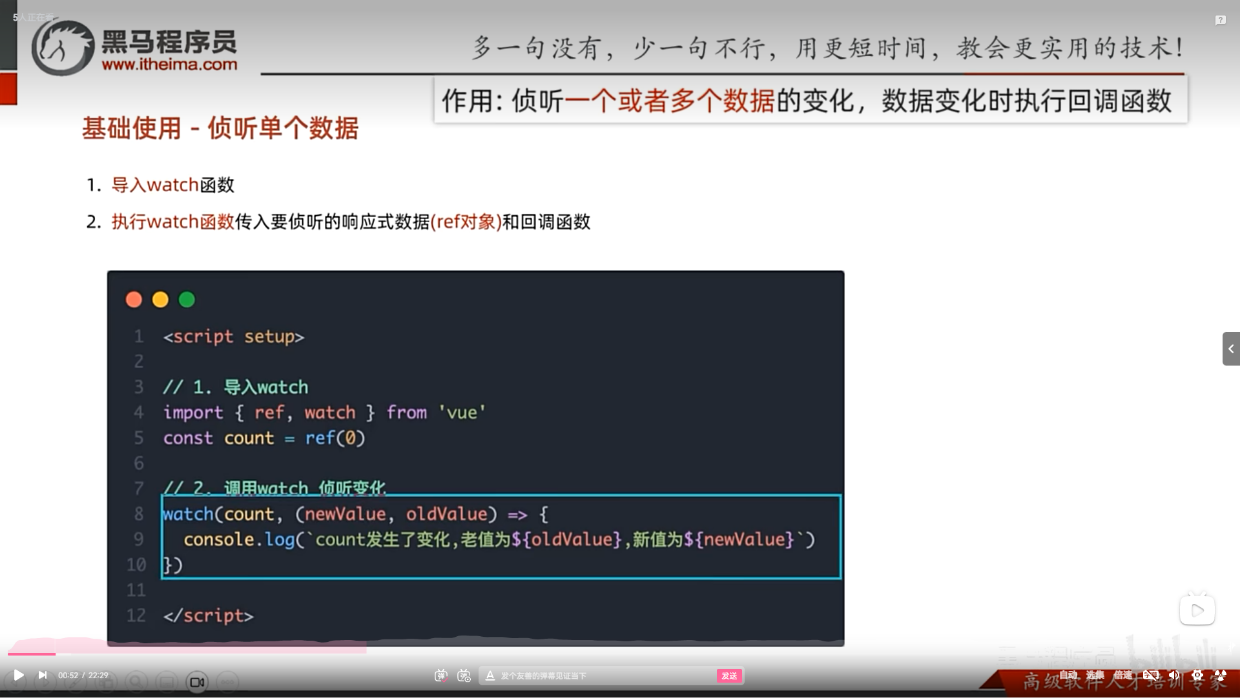 黑马程序员
www.itheima.com
多一句没有，少一句不行，用更短时间，教会更实用的技术！
作用：侦听一个或者多个数据的变化，数据变化时执行回调函数
基础使用 - 侦听单个数据
1. 导入watch函数
2. 执行watch函数传入要侦听的响应式数据(ref对象)和回调函数
1 <script setup>
2
3 // 1. 导入watch
4 import { ref, watch } from 'vue'
5 const count = ref(0)
6
7 // 2. 调用watch 侦听变化
8 watch(count, (newValue, oldValue) => {
9 console.log(`count发生了变化,老值为${oldValue},新值为${newValue}`)
10 })
11
12 </script>
00:52 / 22:29
发个友善的弹幕见证当下
发送
自动 选集 倍速
bilibili
高级软件人才培训专家